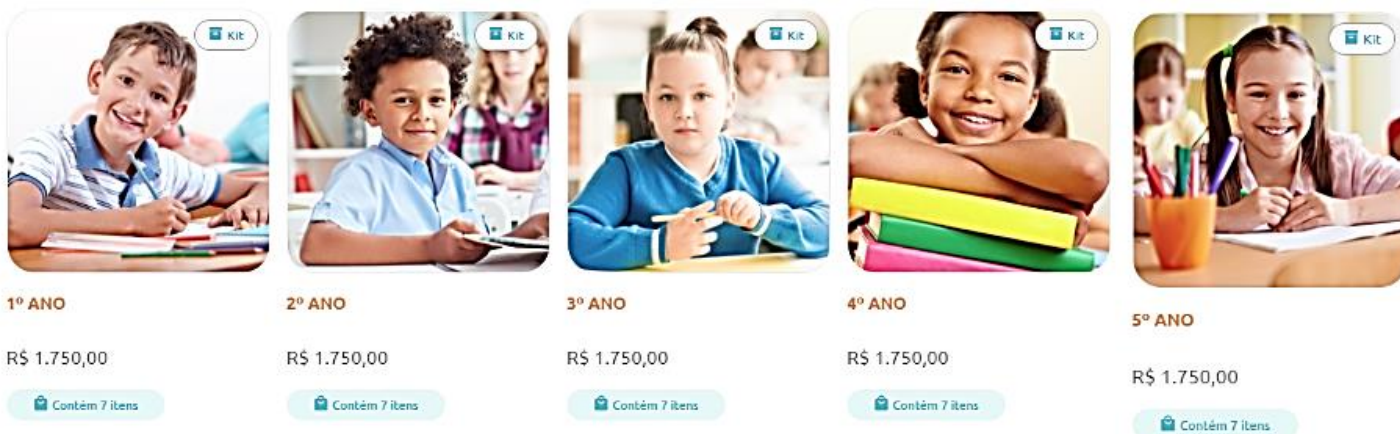 Kit
Kit
Kit
Kit
Kit
1º ANO
2º ANO
3º ANO
4º ANO
5º ANO
R$ 1.750,00
R$ 1.750,00
R$ 1.750,00
R$ 1.750,00
R$ 1.750,00
Contém 7 itens
Contém 7 itens
Contém 7 itens
Contém 7 itens
Contém 7 itens